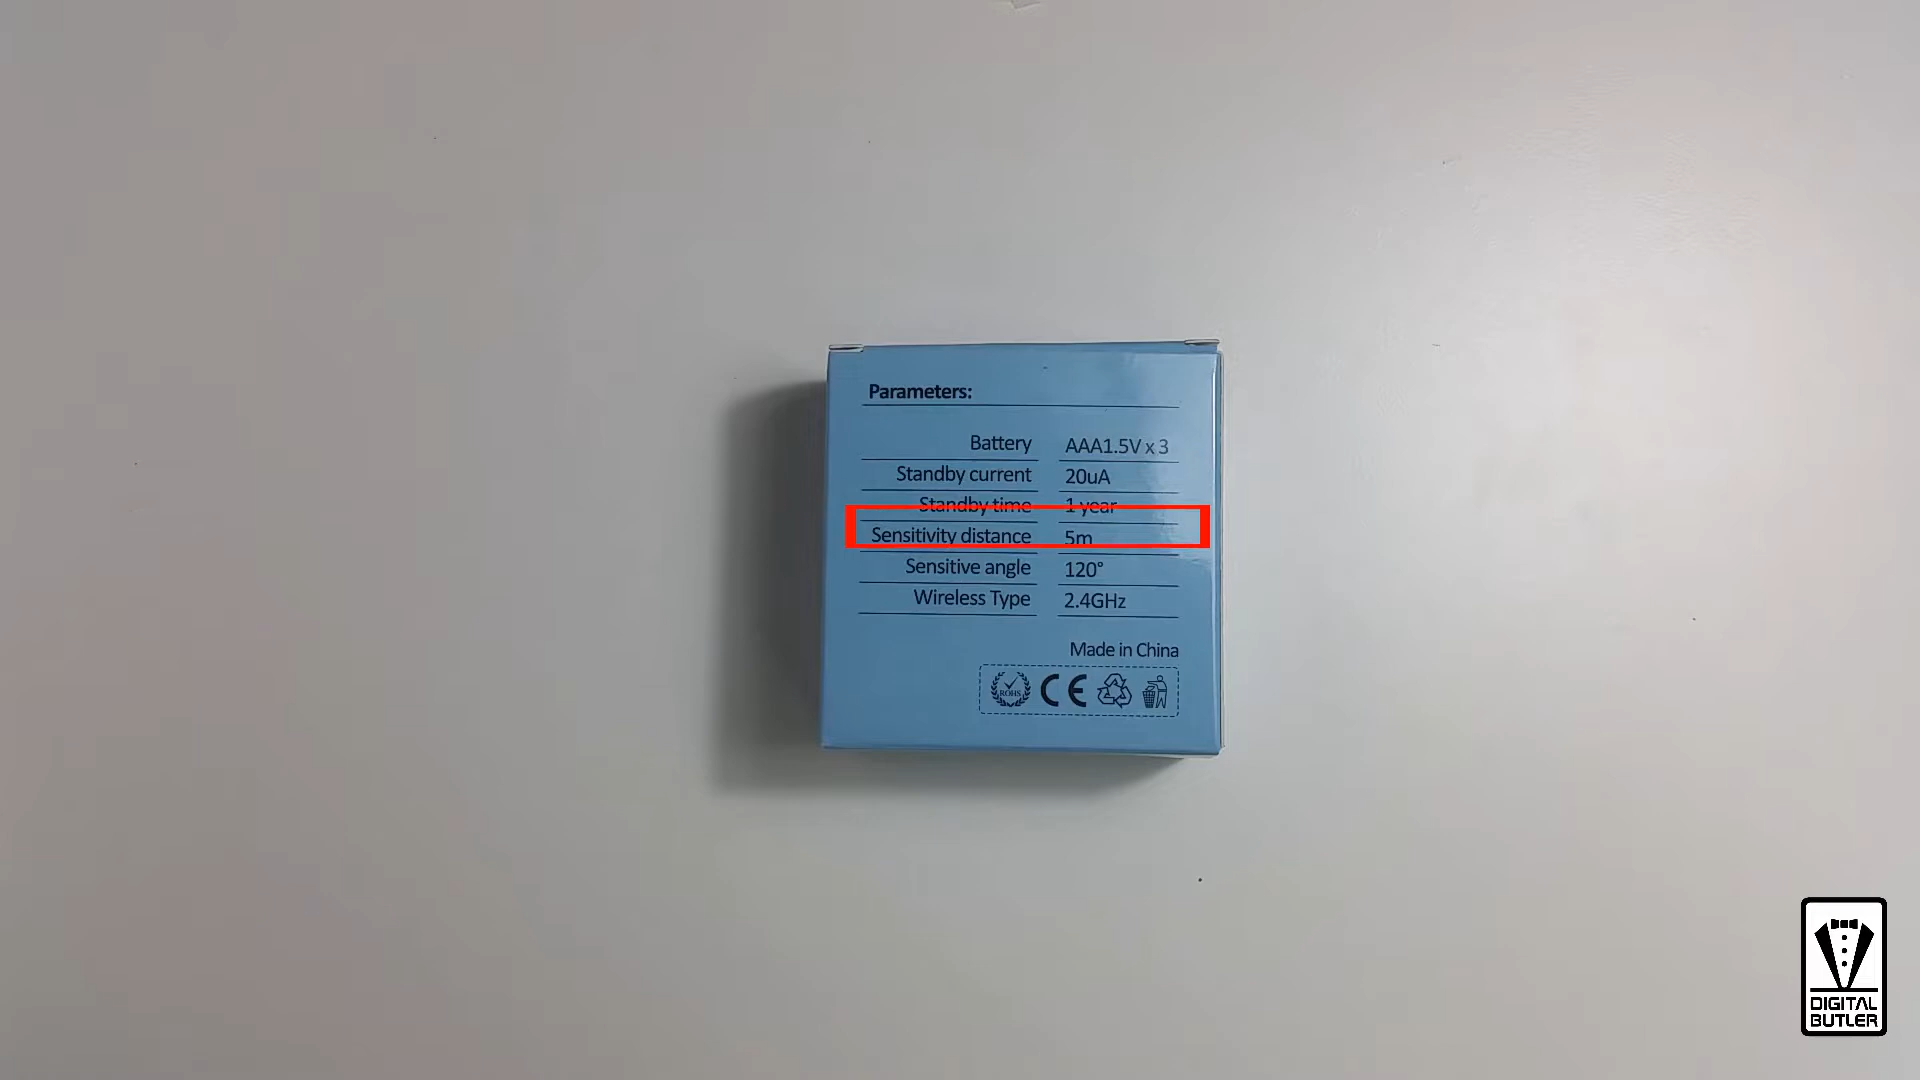 Parameters:
Battery AAA1.5V x 3
Standby current 20uA
Standby time 1 year
Sensitivity distance 5m
Sensitive angle 120°
Wireless Type 2.4GHz
Made in China
ROHS CE
DIGITAL
BUTLER